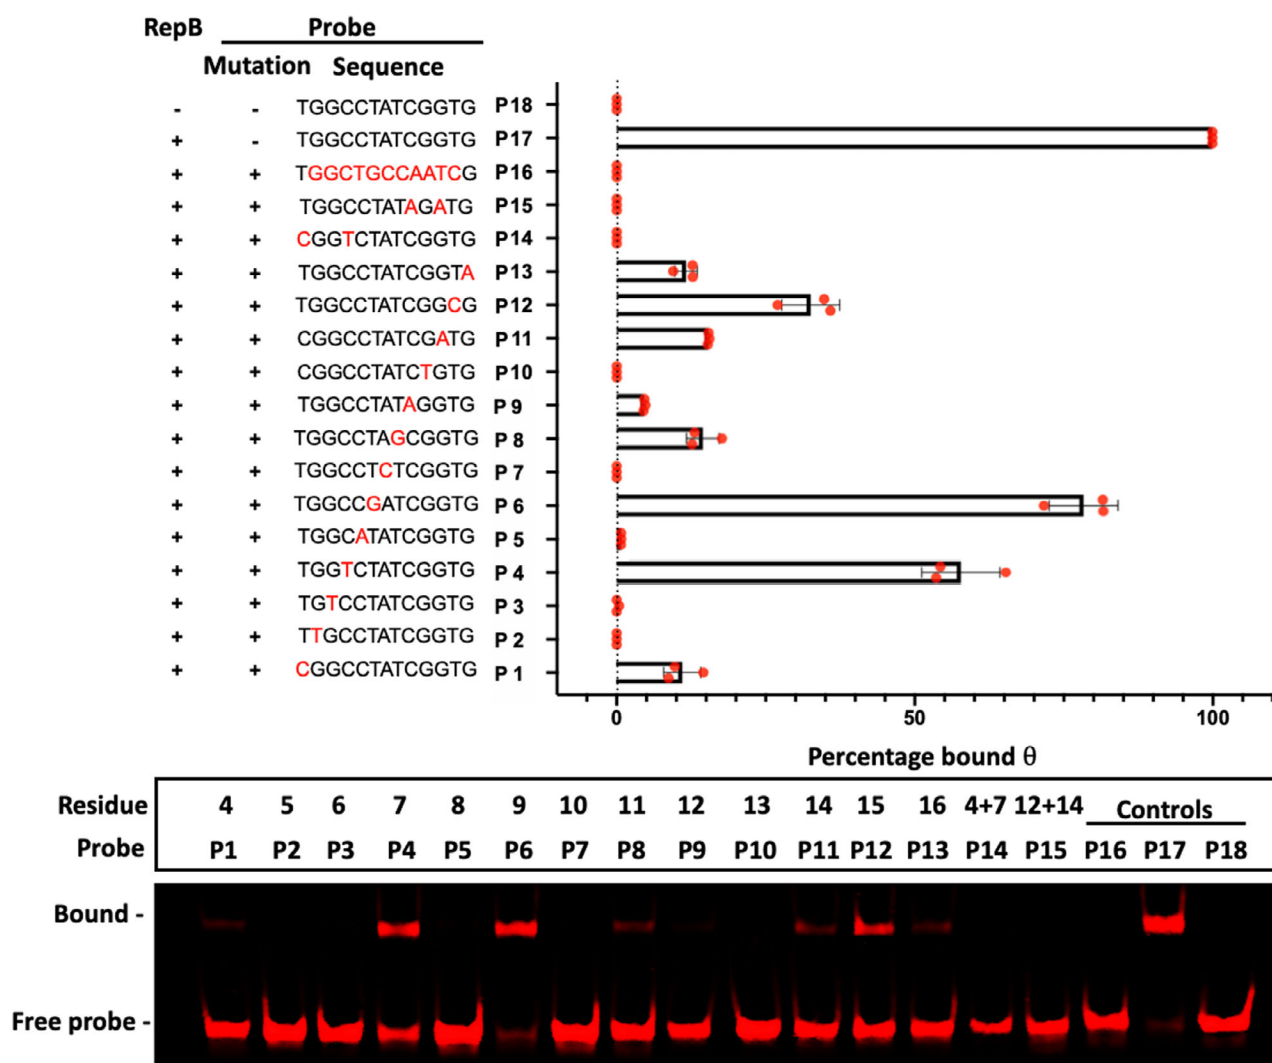 RepB Probe
Mutation Sequence
- - TGGCCTATCGGTG P18
+ - TGGCCTATCGGTG P17
+ + TGGCTGCCAATCG P16
+ + TGGCCTATAGATG P15
+ + CGGTCTATCGGTG P14
+ + TGGCCTATCGGTA P13
+ + TGGCCTATCGGCG P12
+ + CGGCCTATCGATG P11
+ + CGGCCTATCTGTG P10
+ + TGGCCTATAGGTG P 9
+ + TGGCCTAGCGGTG P 8
+ + TGGCCTCTCGGTG P 7
+ + TGGCCGATCGGTG P 6
+ + TGGCATATCGGTG P 5
+ + TGGTCTATCGGTG P 4
+ + TGTCCTATCGGTG P 3
+ + TTGCCTATCGGTG P 2
+ + CGGCCTATCGGTG P 1
0 50 100
Percentage bound θ
Residue 4 5 6 7 8 9 10 11 12 13 14 15 16 4+7 12+14 Controls
Probe P1 P2 P3 P4 P5 P6 P7 P8 P9 P10 P11 P12 P13 P14 P15 P16 P17 P18
Bound -
Free probe -